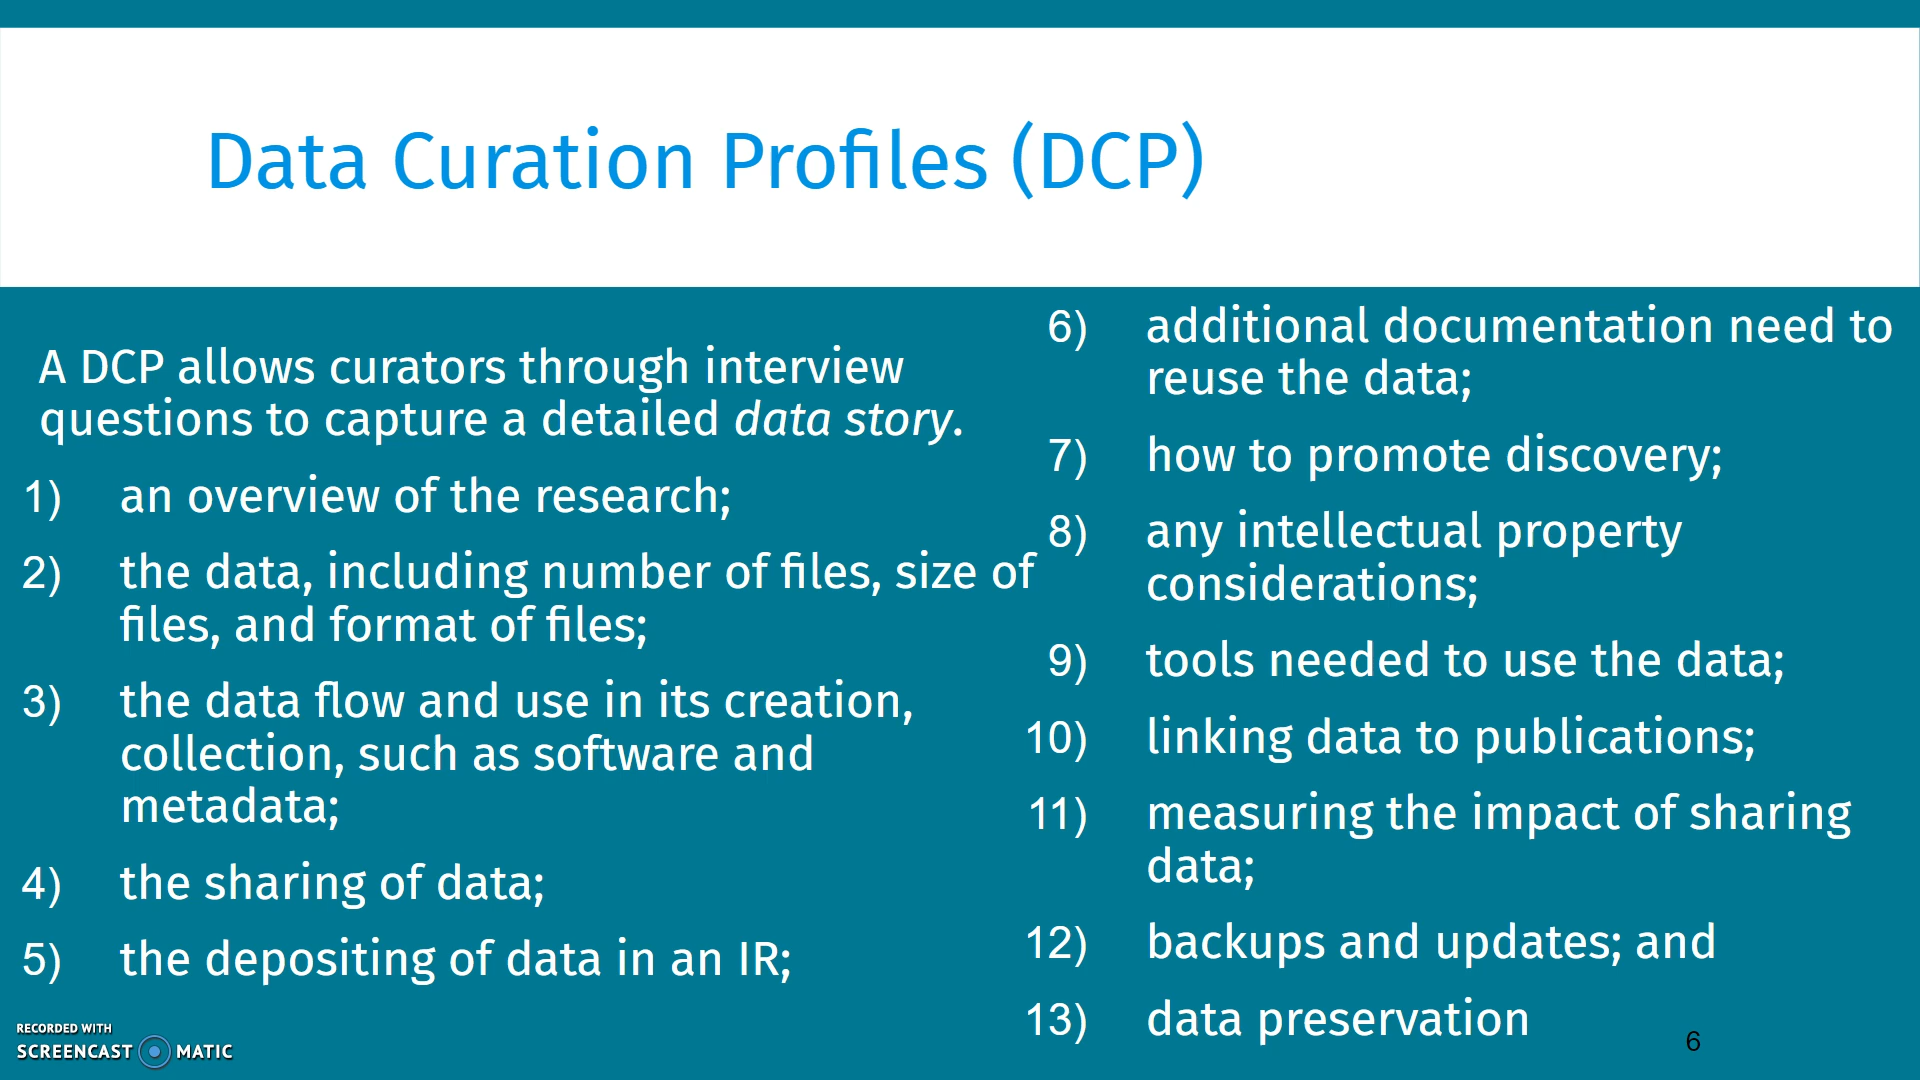 Data Curation Profiles (DCP)
A DCP allows curators through interview
questions to capture a detailed data story.
1) an overview of the research;
2) the data, including number of files, size of
files, and format of files;
3) the data flow and use in its creation,
collection, such as software and
metadata;
4) the sharing of data;
5) the depositing of data in an IR;
6) additional documentation need to
reuse the data;
7) how to promote discovery;
8) any intellectual property
considerations;
9) tools needed to use the data;
10) linking data to publications;
11) measuring the impact of sharing
data;
12) backups and updates; and
13) data preservation
6
RECORDED WITH
SCREENCAST MATIC